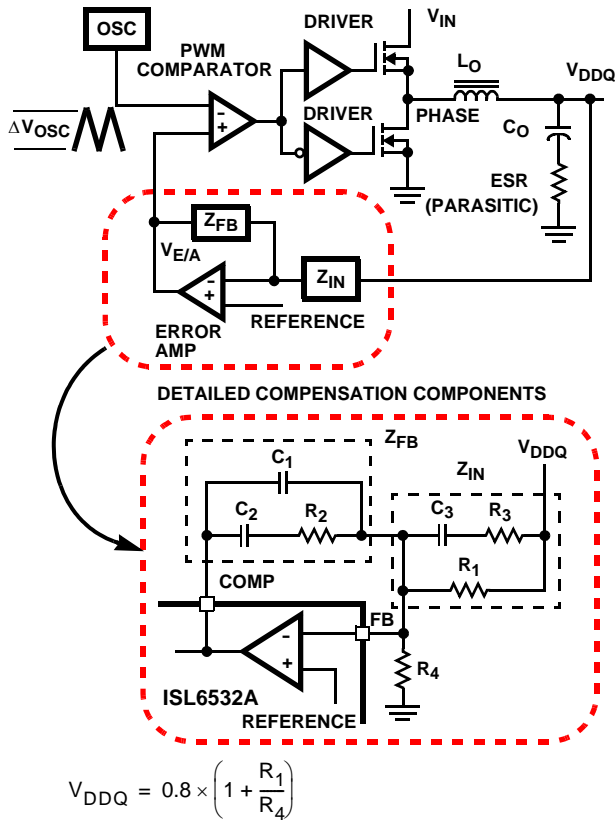 OSC
PWM
COMPARATOR
DRIVER
V_IN
L_O
V_DDQ
ΔV_OSC
-
+
DRIVER
PHASE
C_O
ESR
(PARASITIC)
Z_FB
V_E/A
-
+
Z_IN
REFERENCE
ERROR
AMP
DETAILED COMPENSATION COMPONENTS
Z_FB
V_DDQ
C_1
Z_IN
C_2
R_2
C_3
R_3
R_1
COMP
FB
-
+
R_4
ISL6532A
REFERENCE
V_DDQ = 0.8 × (1 + R_1/R_4)